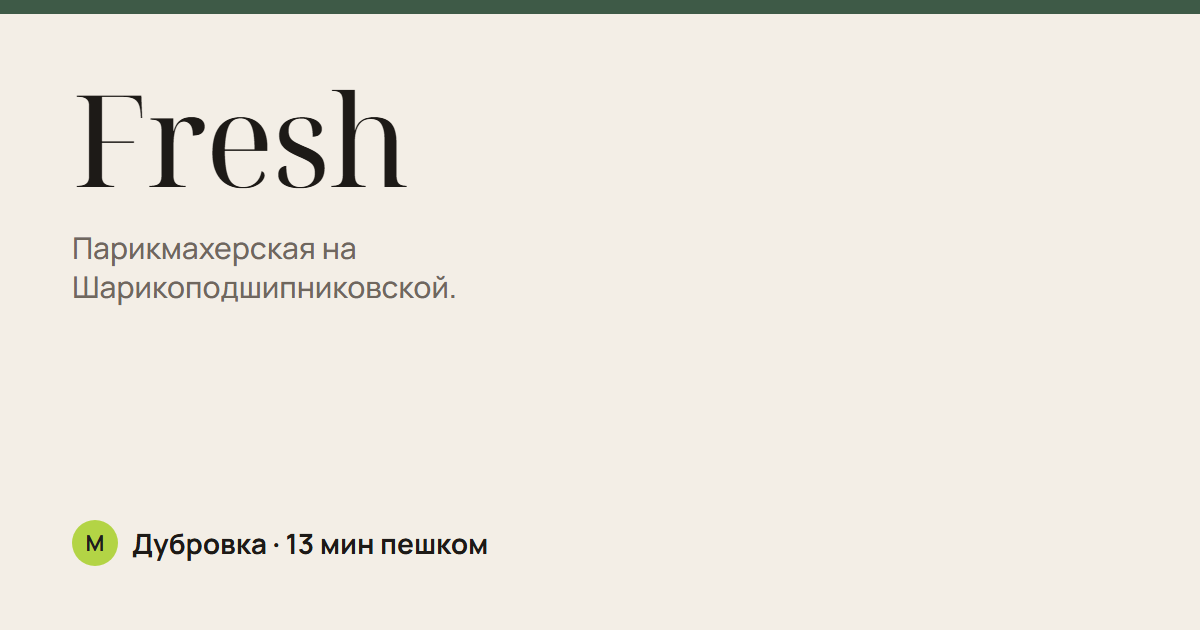 Fresh
Парикмахерская на
Шарикоподшипниковской.
М Дубровка · 13 мин пешком